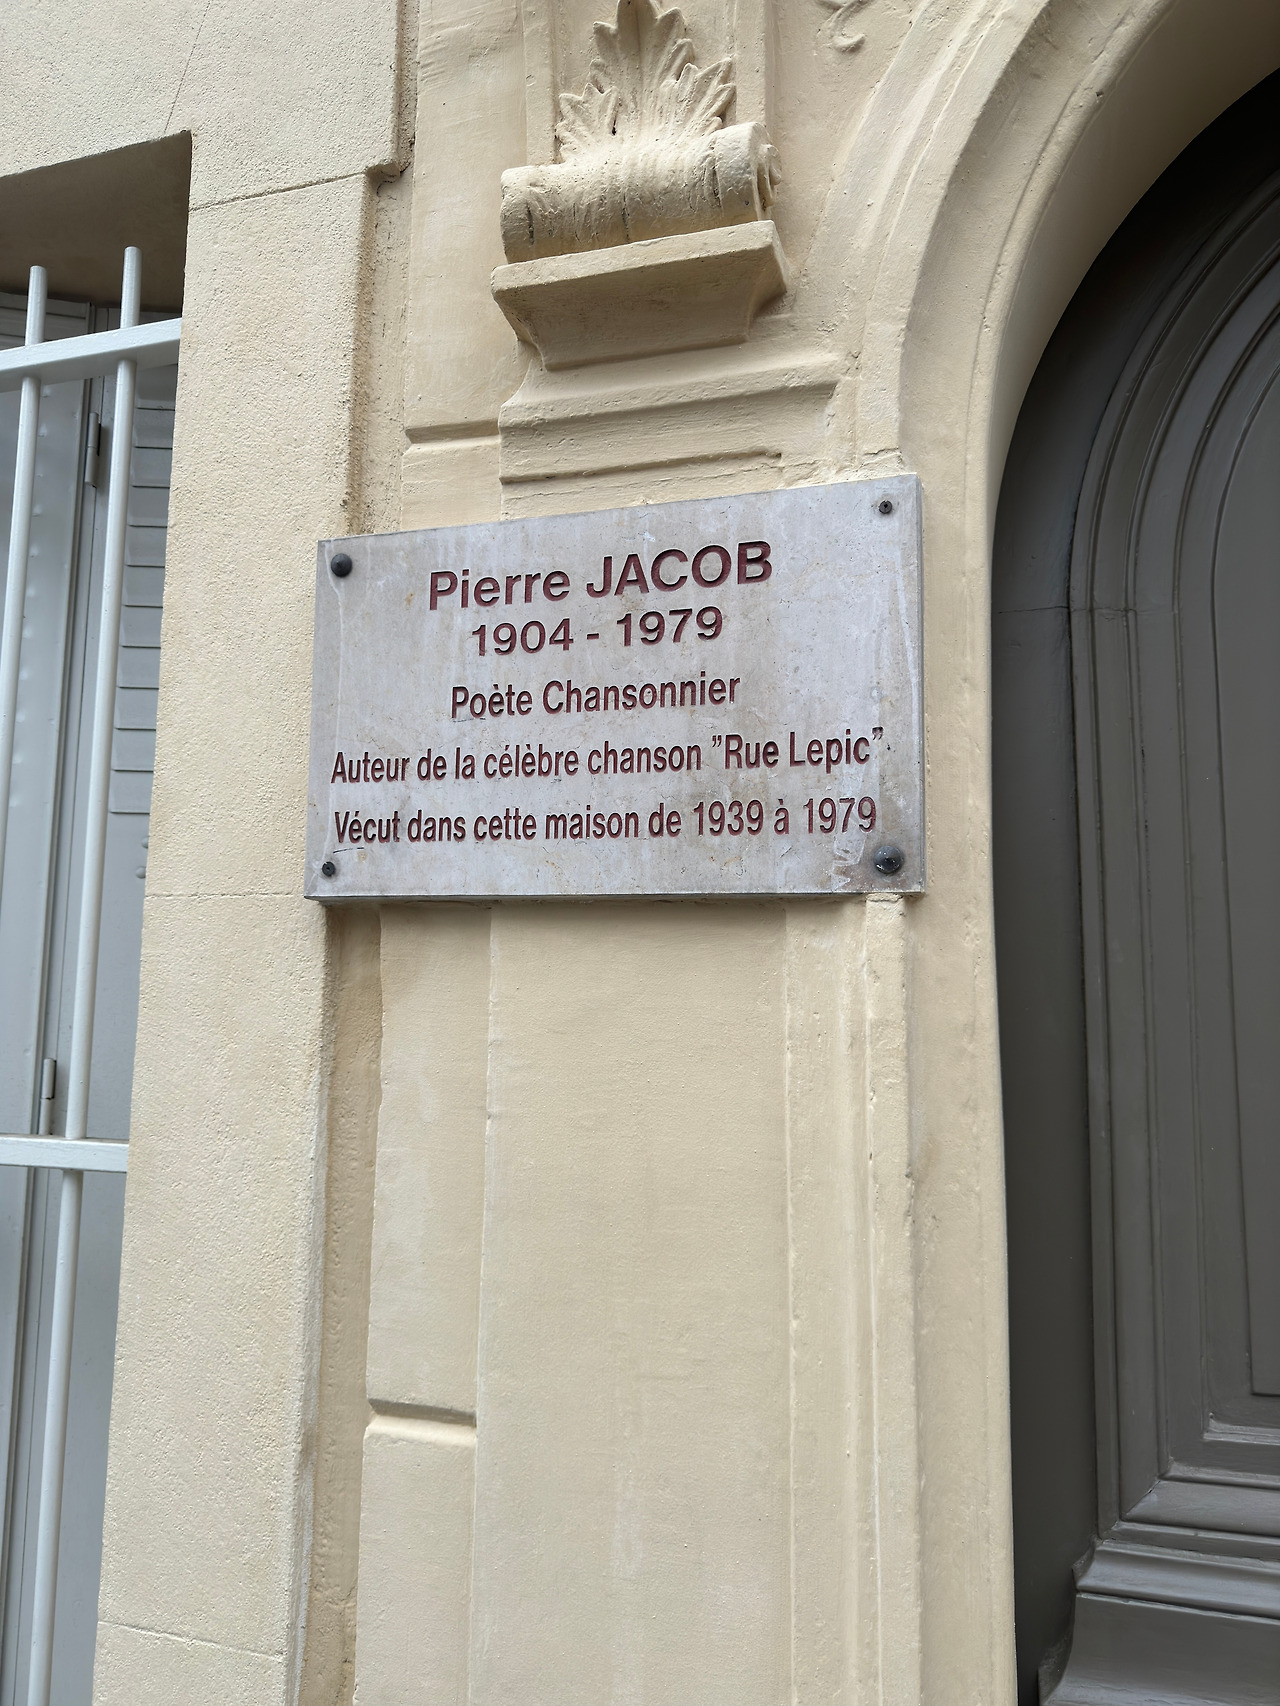 Pierre JACOB
1904 - 1979
Poète Chansonnier
Auteur de la célèbre chanson ”Rue Lepic”
Vécut dans cette maison de 1939 à 1979